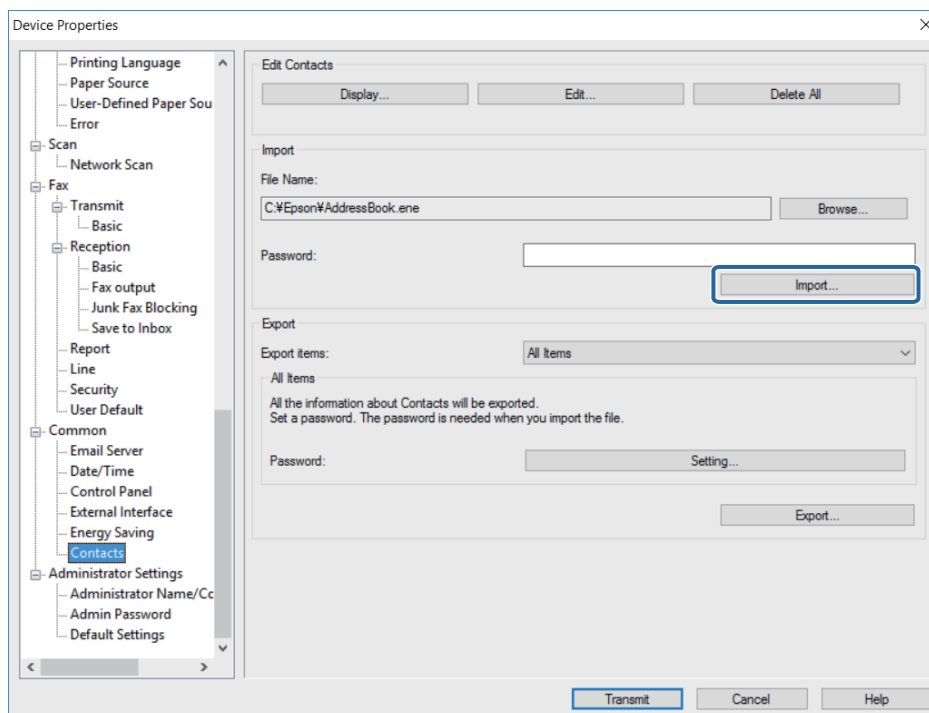 Device Properties
Printing Language
Paper Source
User-Defined Paper Sou
Error
Scan
Network Scan
Fax
Transmit
Basic
Reception
Basic
Fax output
Junk Fax Blocking
Save to Inbox
Report
Line
Security
User Default
Common
Email Server
Date/Time
Control Panel
External Interface
Energy Saving
Contacts
Administrator Settings
Administrator Name/Co
Admin Password
Default Settings
Edit Contacts
Display...
Edit...
Delete All
Import
File Name:
C:¥Epson¥AddressBook.ene
Browse...
Password:
Import...
Export
Export items:
All Items
All Items
All the information about Contacts will be exported.
Set a password. The password is needed when you import the file.
Password:
Setting...
Export...
Transmit
Cancel
Help